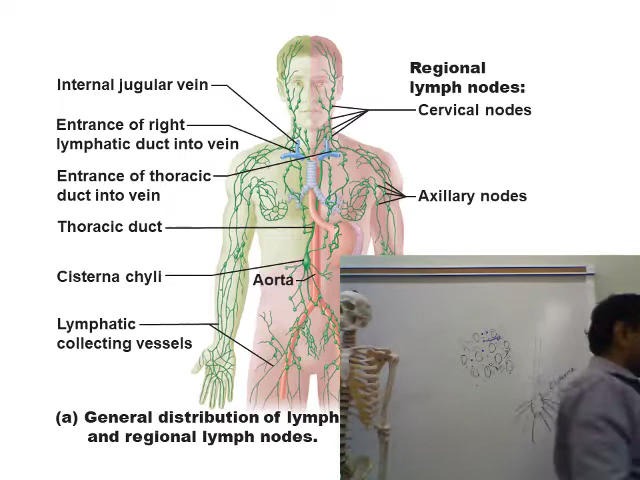 Internal jugular vein
Entrance of right
lymphatic duct into vein
Entrance of thoracic
duct into vein
Thoracic duct
Cisterna chyli
Aorta
Lymphatic
collecting vessels
Regional
lymph nodes:
Cervical nodes
Axillary nodes
(a) General distribution of lymph
and regional lymph nodes.